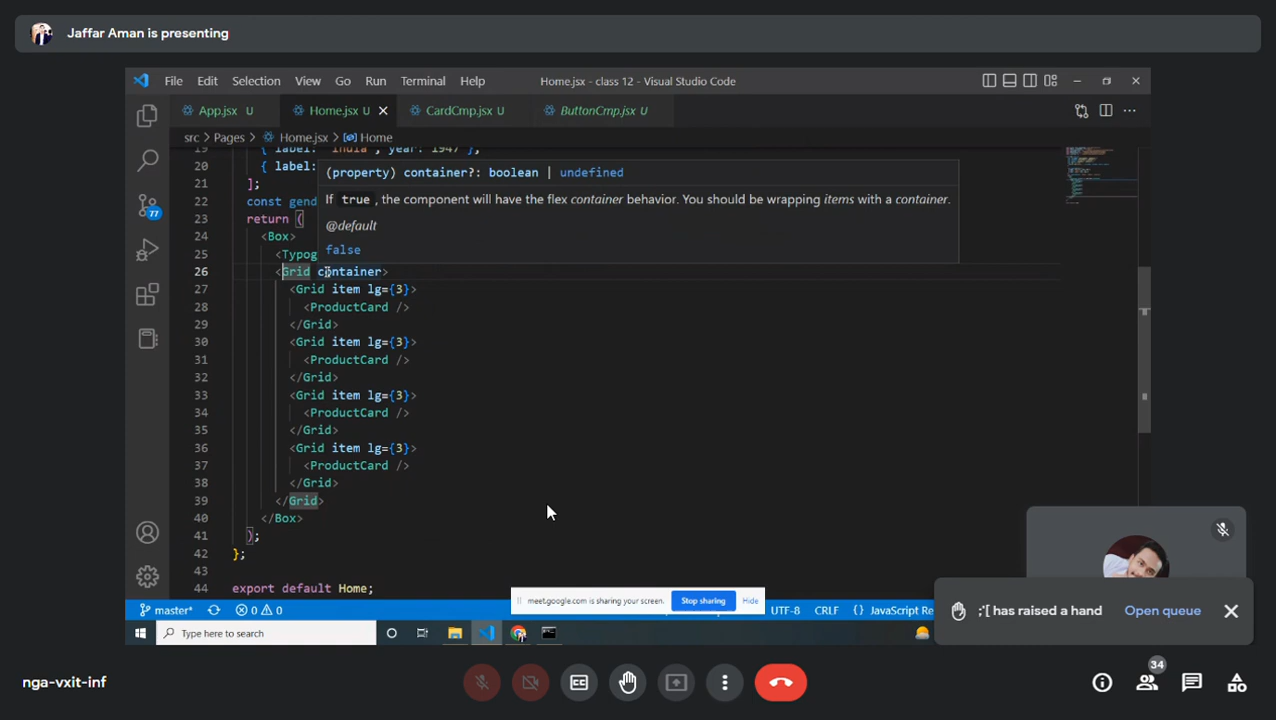 Jaffar Aman is presenting
File Edit Selection View Go Run Terminal Help Home.jsx - class 12 - Visual Studio Code
App.jsx U Home.jsx U CardCmp.jsx U ButtonCmp.jsx U
src > Pages > Home.jsx > Home
19 { label: "India", year: 1947 },
(property) container?: boolean | undefined
20 { label:
21 ];
If true, the component will have the flex container behavior. You should be wrapping items with a container.
22 const gend
@default
23 return (
false
24 <Box>
25 <Typog
26 <Grid container>
27 <Grid item lg={3}>
28 <ProductCard />
29 </Grid>
30 <Grid item lg={3}>
31 <ProductCard />
32 </Grid>
33 <Grid item lg={3}>
34 <ProductCard />
35 </Grid>
36 <Grid item lg={3}>
37 <ProductCard />
38 </Grid>
39 </Grid>
40 </Box>
41 );
42 };
43
44 export default Home;
77
meet.google.com is sharing your screen. Stop sharing Hide
master* 0 0 UTF-8 CRLF {} JavaScript Re
;'[ has raised a hand Open queue
Type here to search
nga-vxit-inf
34